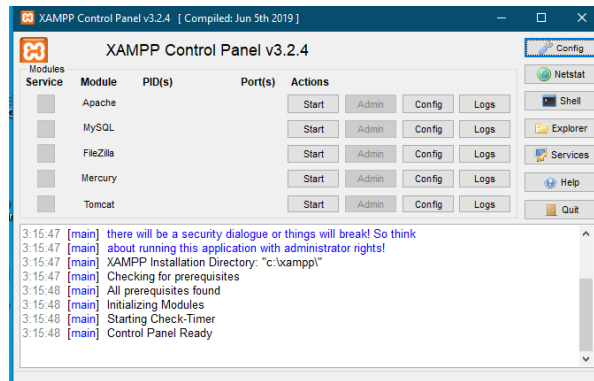 XAMPP Control Panel v3.2.4 [ Compiled: Jun 5th 2019 ]
XAMPP Control Panel v3.2.4
Config
Modules
Service Module PID(s) Port(s) Actions
Netstat
Apache Start Admin Config Logs
Shell
MySQL Start Admin Config Logs
Explorer
FileZilla Start Admin Config Logs
Services
Mercury Start Admin Config Logs
Help
Tomcat Start Admin Config Logs
Quit
3:15:47 [main] there will be a security dialogue or things will break! So think
3:15:47 [main] about running this application with administrator rights!
3:15:47 [main] XAMPP Installation Directory: "c:\xampp\"
3:15:47 [main] Checking for prerequisites
3:15:48 [main] All prerequisites found
3:15:48 [main] Initializing Modules
3:15:48 [main] Starting Check-Timer
3:15:48 [main] Control Panel Ready